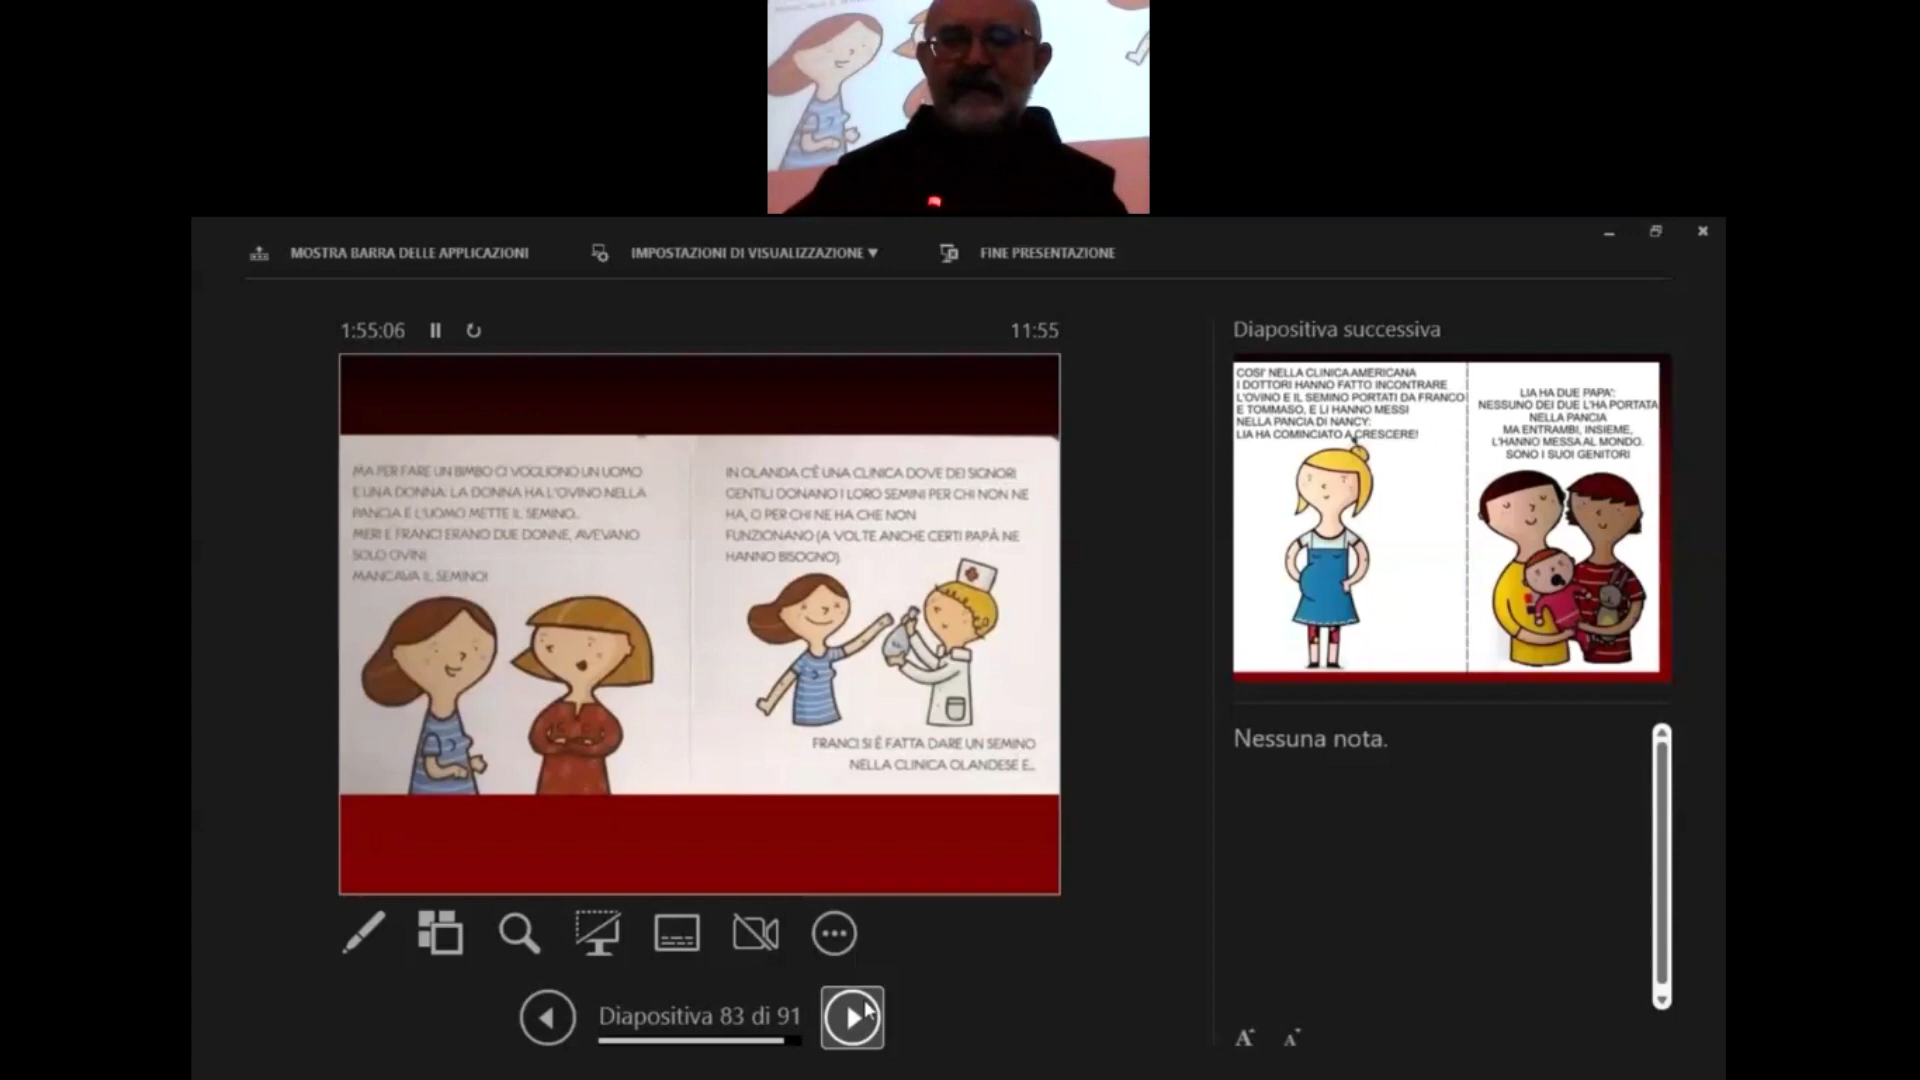 MOSTRA BARRA DELLE APPLICAZIONI
IMPOSTAZIONI DI VISUALIZZAZIONE ▼
FINE PRESENTAZIONE
1:55:06
11:55
MA PER FARE UN BIMBO CI VOGLIONO UN UOMO
E UNA DONNA: LA DONNA HA L'OVINO NELLA
PANCIA E L'UOMO METTE IL SEMINO...
MERI E FRANCI ERANO DUE DONNE, AVEVANO
SOLO OVINI.
MANCAVA IL SEMINO!
IN OLANDA C'È UNA CLINICA DOVE DEI SIGNORI
GENTILI DONANO I LORO SEMINI PER CHI NON NE
HA, O PER CHI NE HA CHE NON
FUNZIONANO (A VOLTE ANCHE CERTI PAPÀ NE
HANNO BISOGNO).
FRANCI SI È FATTA DARE UN SEMINO
NELLA CLINICA OLANDESE E...
Diapositiva successiva
COSI' NELLA CLINICA AMERICANA
I DOTTORI HANNO FATTO INCONTRARE
L'OVINO E IL SEMINO PORTATI DA FRANCO
E TOMMASO, E LI HANNO MESSI
NELLA PANCIA DI NANCY:
LIA HA COMINCIATO A CRESCERE!
LIA HA DUE PAPA':
NESSUNO DEI DUE L'HA PORTATA
NELLA PANCIA
MA ENTRAMBI, INSIEME,
L'HANNO MESSA AL MONDO.
SONO I SUOI GENITORI
Nessuna nota.
Diapositiva 83 di 91
A A